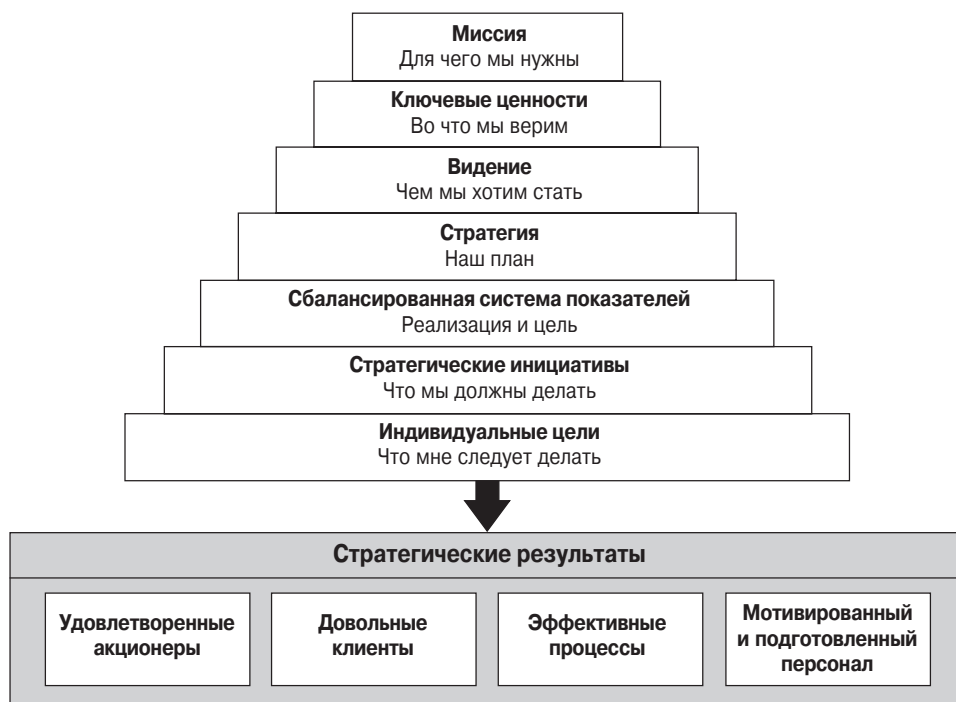 Миссия
Для чего мы нужны
Ключевые ценности
Во что мы верим
Видение
Чем мы хотим стать
Стратегия
Наш план
Сбалансированная система показателей
Реализация и цель
Стратегические инициативы
Что мы должны делать
Индивидуальные цели
Что мне следует делать
Стратегические результаты
Удовлетворенные
акционеры
Довольные
клиенты
Эффективные
процессы
Мотивированный
и подготовленный
персонал